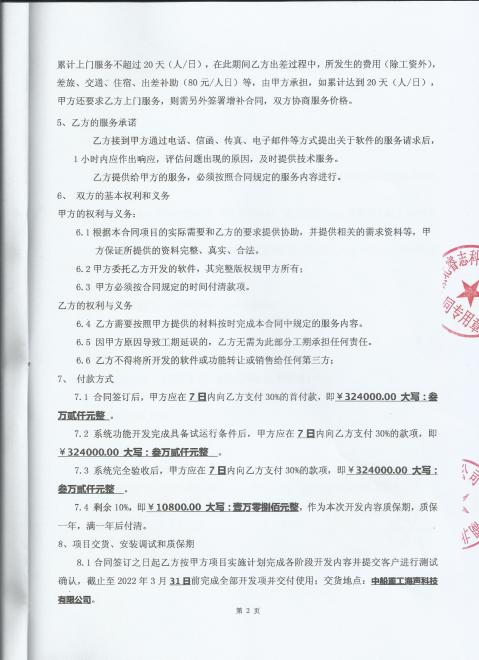 累计上门服务不超过 20 天（人/日），在此期间乙方出差过程中，所发生的费用（除工资外），
差旅、交通、住宿、出差补助（80 元/人日）等，由甲方承担，如累计达到 20 天（人/日），
甲方还要求乙方上门服务，则需另外签署增补合同，双方协商服务价格。
5、乙方的服务承诺
乙方接到甲方通过电话、信函、传真、电子邮件等方式提出关于软件的服务请求后，
1 小时内应作出响应，评估问题出现的原因，及时提供技术服务。
乙方提供给甲方的服务，必须按照合同规定的服务内容进行。
6、 双方的基本权利和义务
甲方的权利与义务：
6.1 根据本合同项目的实际需要和乙方的要求提供协助，并提供相关的需求资料等，甲
方保证所提供的资料完整、真实、合法。
6.2 甲方委托乙方开发的软件，其完整版权规甲方所有；
6.3 甲方必须按合同规定的时间付清款项。
乙方的权利与义务
6.4 乙方需要按照甲方提供的材料按时完成本合同中规定的服务内容。
6.5 因甲方原因导致工期延误的，乙方无需为此部分工期承担任何责任。
6.6 乙方不得将所开发的软件或功能转让或销售给任何第三方；
7、 付款方式
7.1 合同签订后，甲方应在 7 日内向乙方支付 30%的首付款，即￥324000.00 大写：叁
万贰仟元整 。
7.2 系统功能开发完成具备试运行条件后，甲方应在 7 日内向乙方支付 30%的款项，即
￥324000.00 大写：叁万贰仟元整 。
7.3 系统完全验收后，甲方应在 7 日内向乙方支付 30%的款项，即￥324000.00 大写：
叁万贰仟元整 。
7.4 剩余 10%，即￥10800.00 大写：壹万零捌佰元整，作为本次开发内容质保期，质保
一年，满一年后付清。
8、项目交货、安装调试和质保期
8.1 合同签订之日起乙方按甲方项目实施计划完成各阶段开发内容并提交客户进行测试
确认，截止至 2022 年 3 月 31 日前完成全部开发项并交付使用；交货地点：中船重工海声科技
有限公司。
第 2 页
睿志科
同专用章
公司